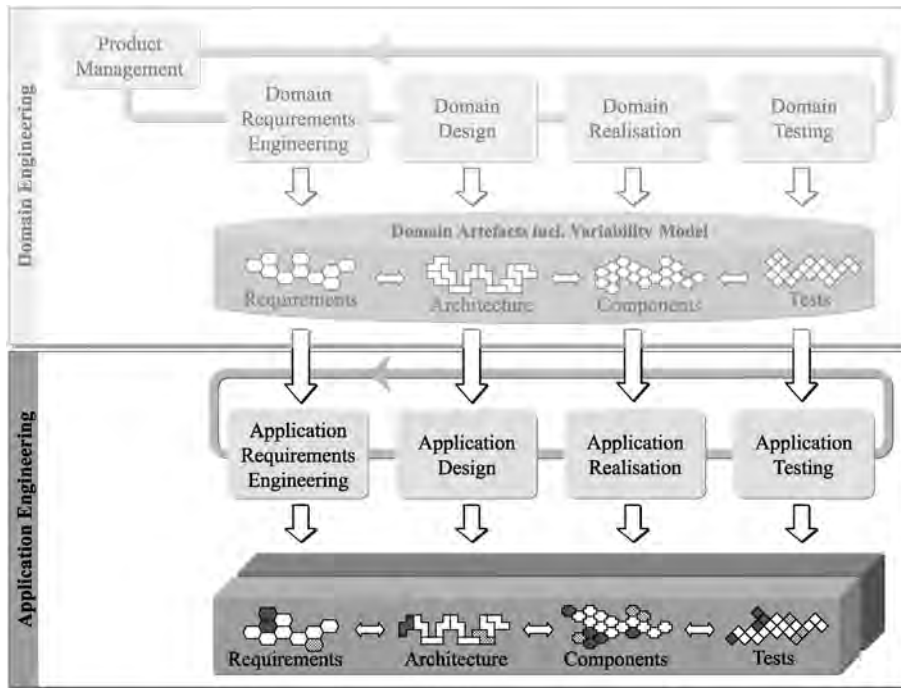 Domain Engineering
Product
Management
Domain
Requirements
Engineering
Domain
Design
Domain
Realisation
Domain
Testing
Domain Artefacts incl. Variability Model
Requirements
Architecture
Components
Tests
Application Engineering
Application
Requirements
Engineering
Application
Design
Application
Realisation
Application
Testing
Requirements
Architecture
Components
Tests